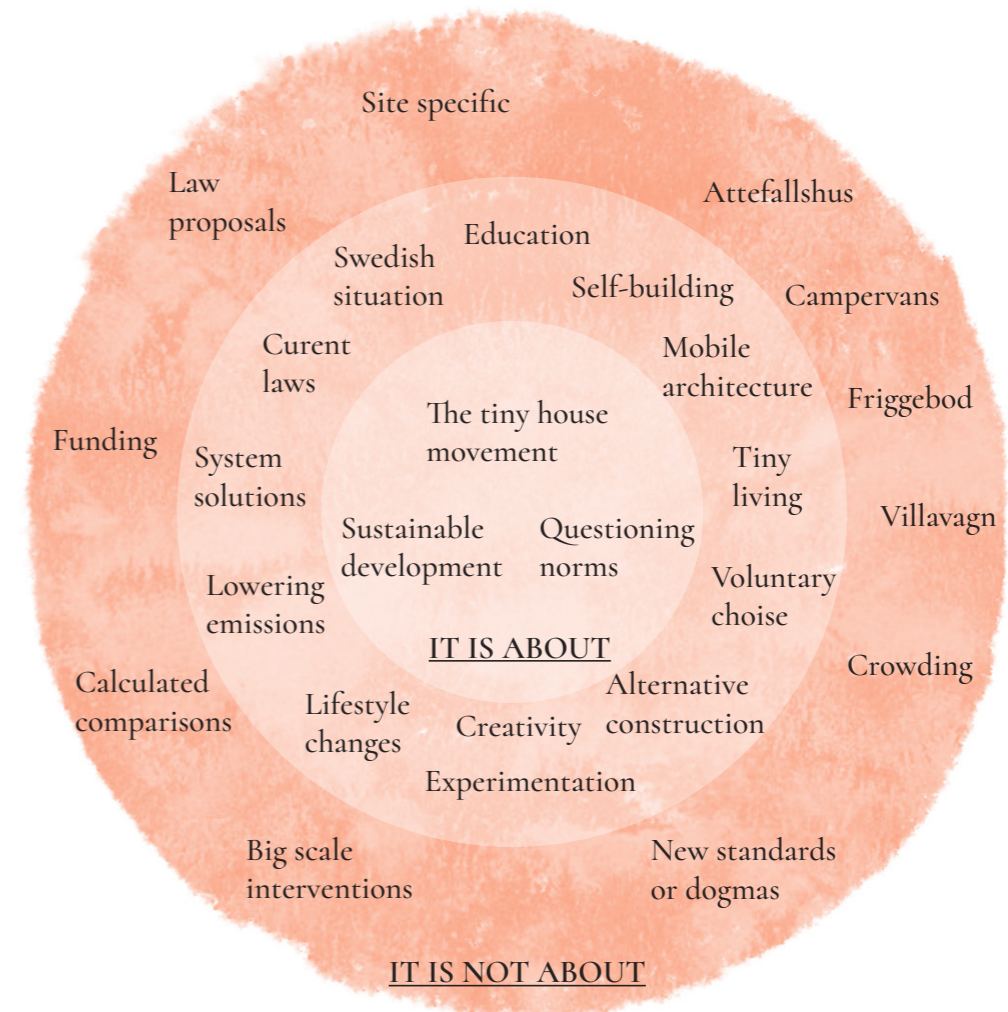 Site specific
Law
proposals
Attefallshus
Education
Swedish
situation
Self-building
Campervans
Curent
laws
Mobile
architecture
Friggebod
The tiny house
movement
Funding
System
solutions
Tiny
living
Villavagn
Sustainable
development
Questioning
norms
Lowering
emissions
Voluntary
choise
IT IS ABOUT
Crowding
Calculated
comparisons
Lifestyle
changes
Creativity
Alternative
construction
Experimentation
Big scale
interventions
New standards
or dogmas
IT IS NOT ABOUT